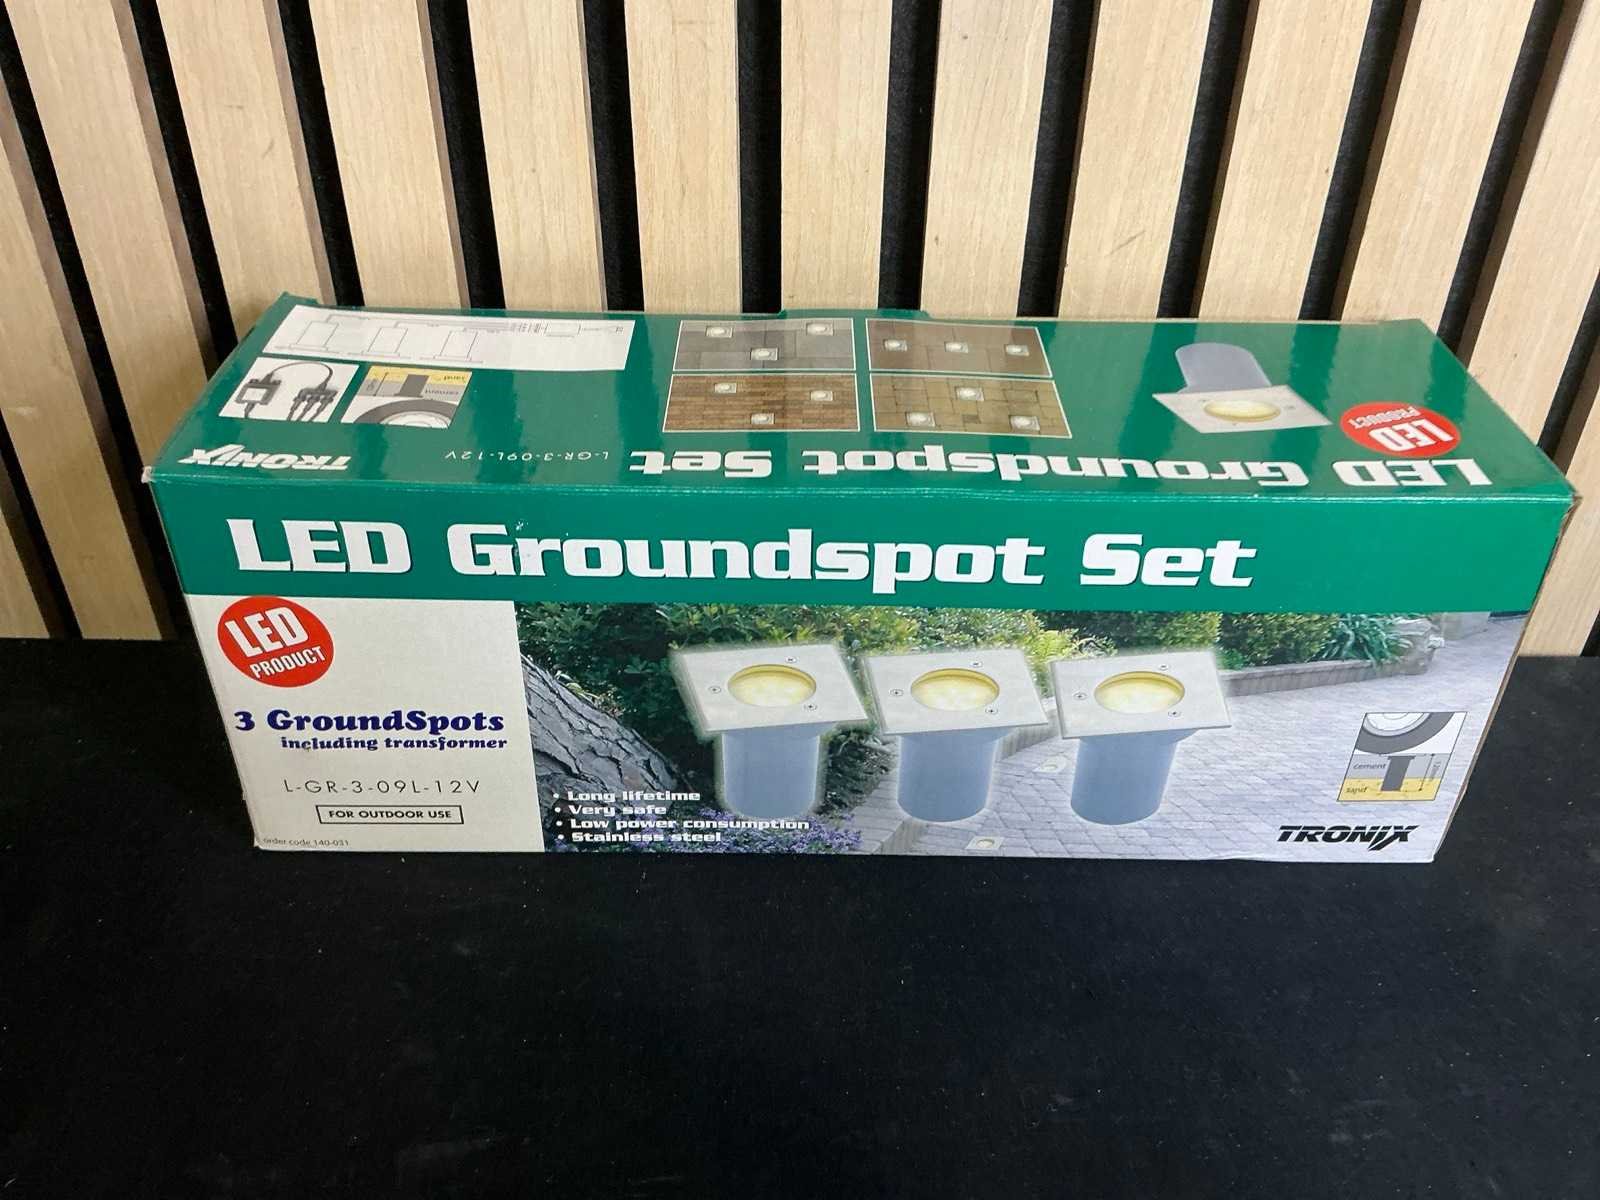 TRONIX
L-GR-3-09L-12V
LED Groundspot Set
LED
PRODUCT
sand
cement
LED Groundspot Set
LED
PRODUCT
3 GroundSpots
including transformer
L-GR-3-09L-12V
FOR OUTDOOR USE
order code 140-031
• Long lifetime
• Very safe
• Low power consumption
• Stainless steel
cement
sand
TRONIX